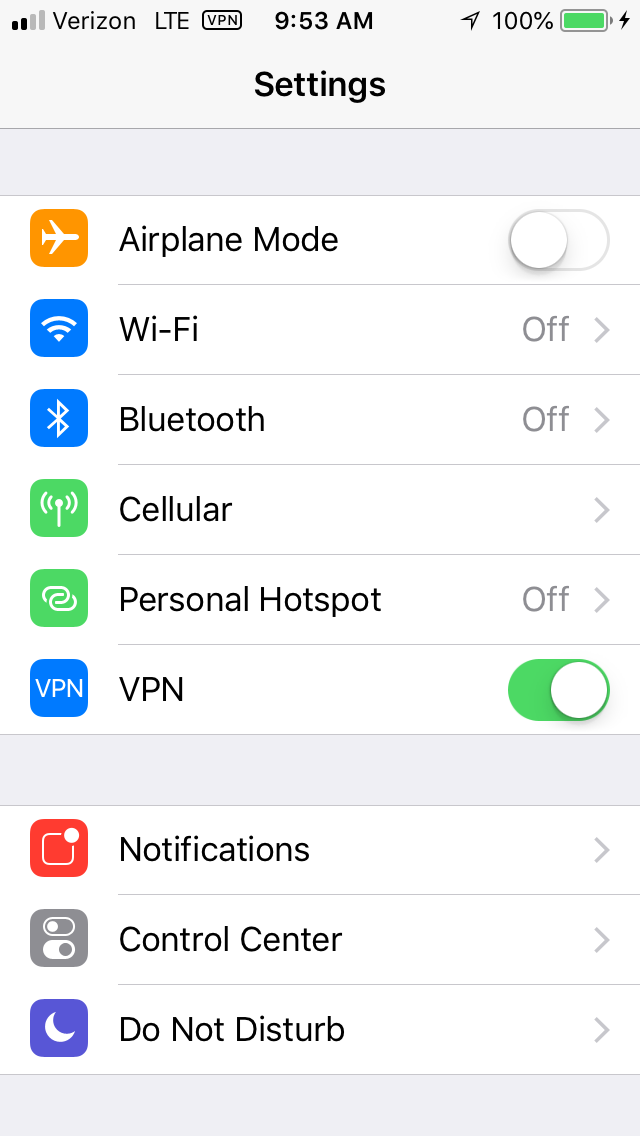 Verizon LTE VPN 9:53 AM 100%
Settings
Airplane Mode
Wi-Fi Off
Bluetooth Off
Cellular
Personal Hotspot Off
VPN VPN
Notifications
Control Center
Do Not Disturb